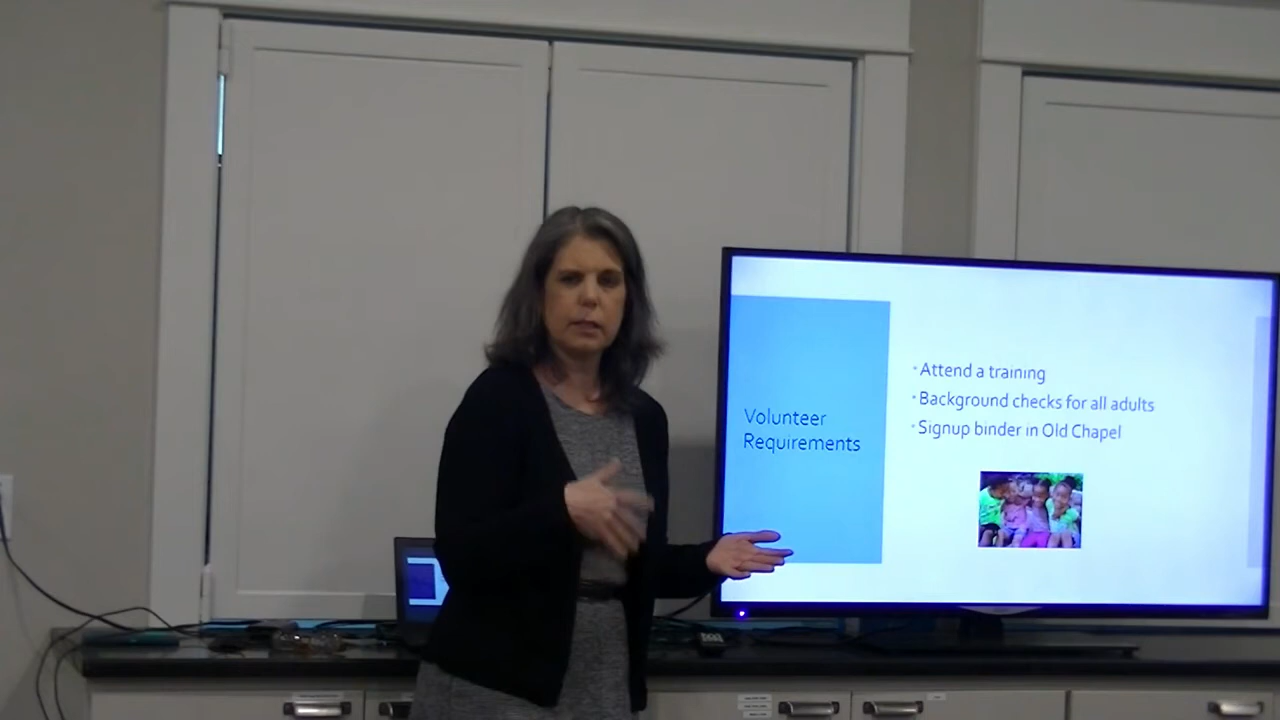 Volunteer
Requirements
• Attend a training
• Background checks for all adults
• Signup binder in Old Chapel